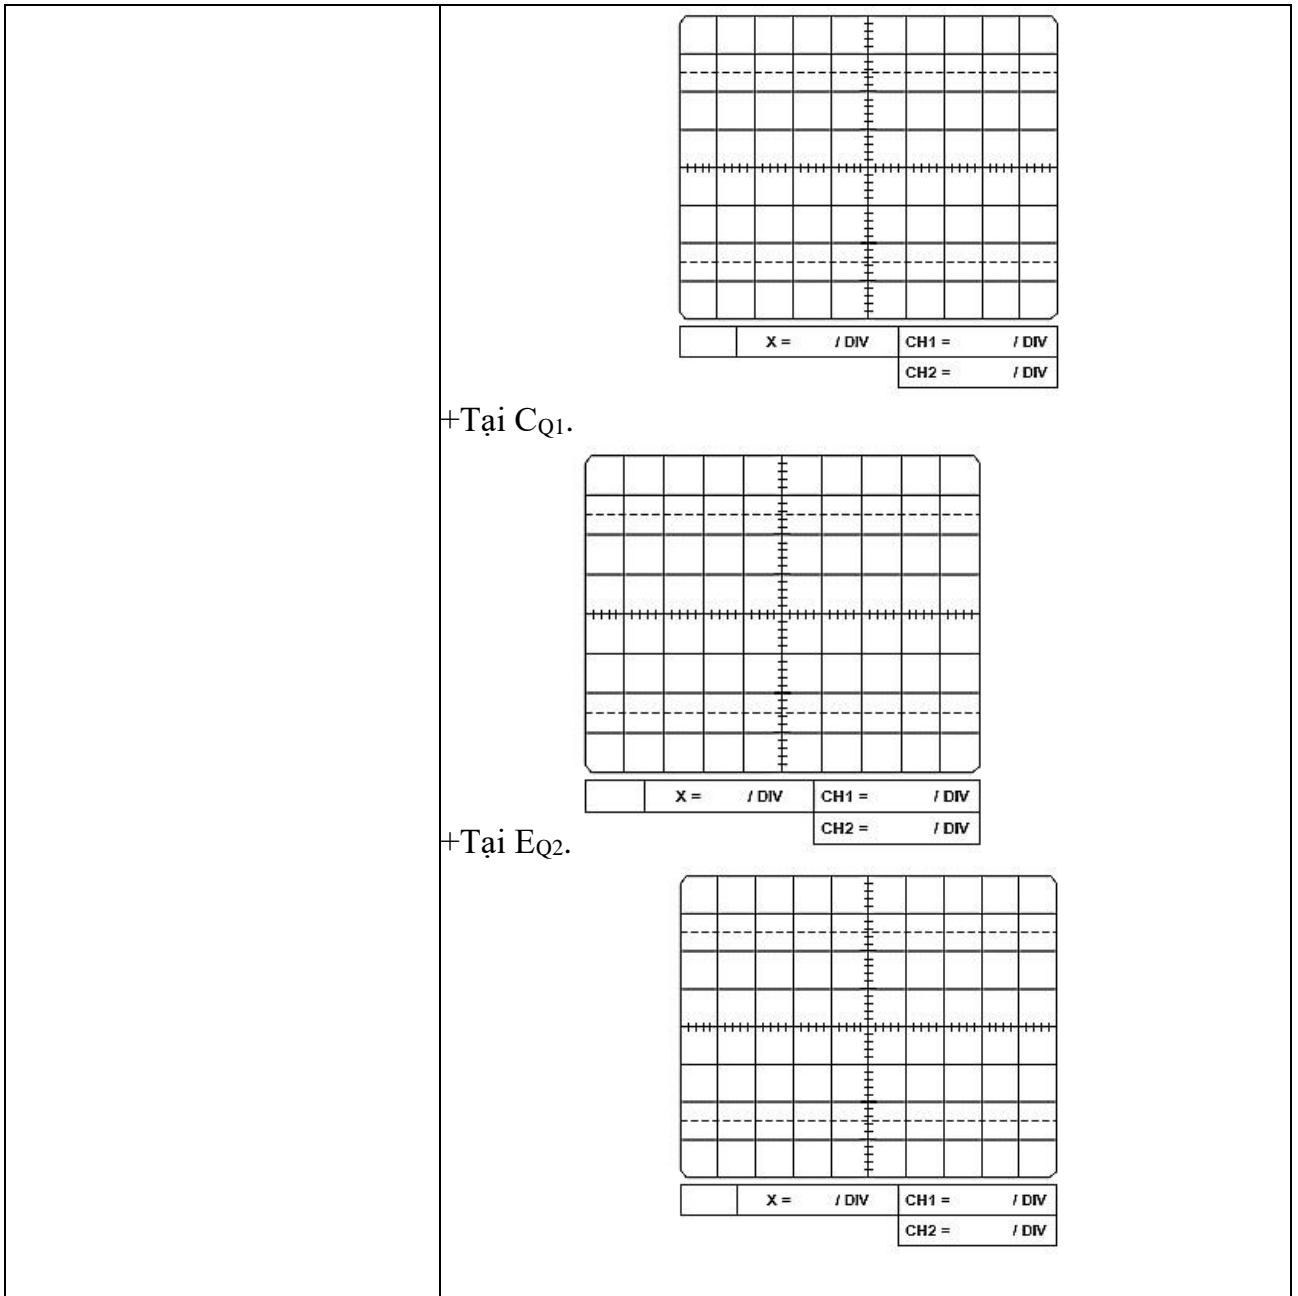 X = / DIV CH1 = / DIV
CH2 = / DIV
+Tại CQ1.
X = / DIV CH1 = / DIV
CH2 = / DIV
+Tại EQ2.
X = / DIV CH1 = / DIV
CH2 = / DIV